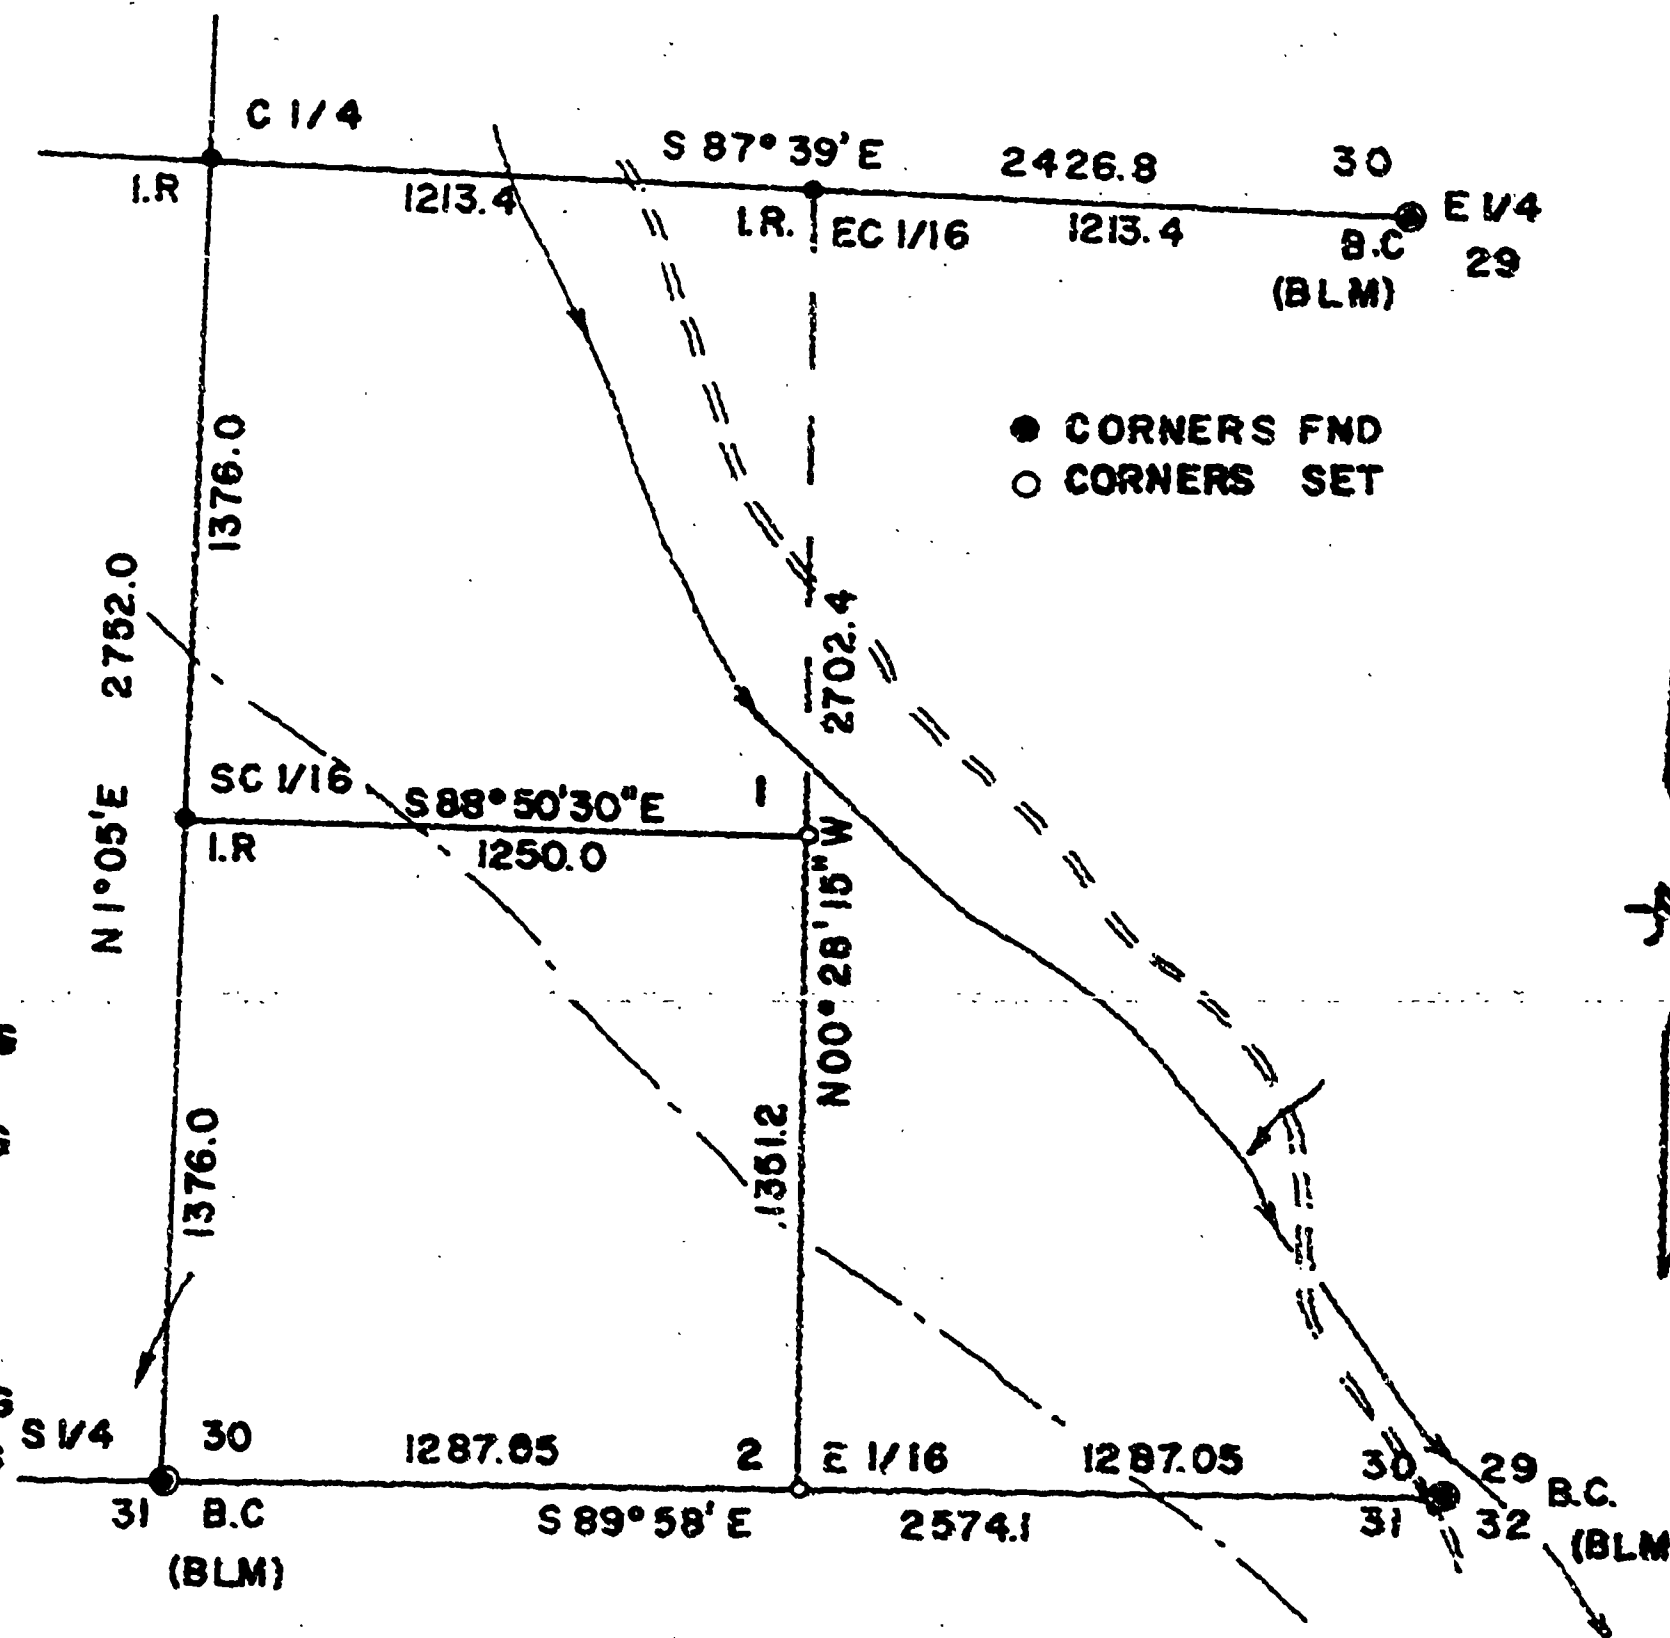 C 1/4
S 87° 39' E
2426.8
30
I.R
1213.4
I.R.
EC 1/16
1213.4
E 1/4
B.C
29
(BLM)
CORNERS FND
CORNERS SET
1376.0
2752.0
2702.4
SC 1/16
S 88° 50' 30" E
1
N 1° 05' E
I.R
1250.0
N 00° 28' 15" W
1376.0
1351.2
S 1/4
30
1287.05
2
E 1/16
1287.05
30
29
B.C.
31
B.C
S 89° 58' E
2574.1
31
32
(BLM
(BLM)